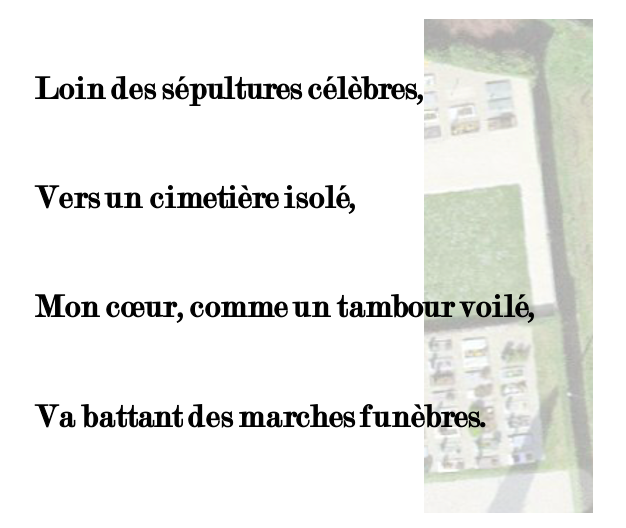 Loin des sépultures célèbres,
Vers un cimetière isolé,
Mon cœur, comme un tambour voilé,
Va battant des marches funèbres.